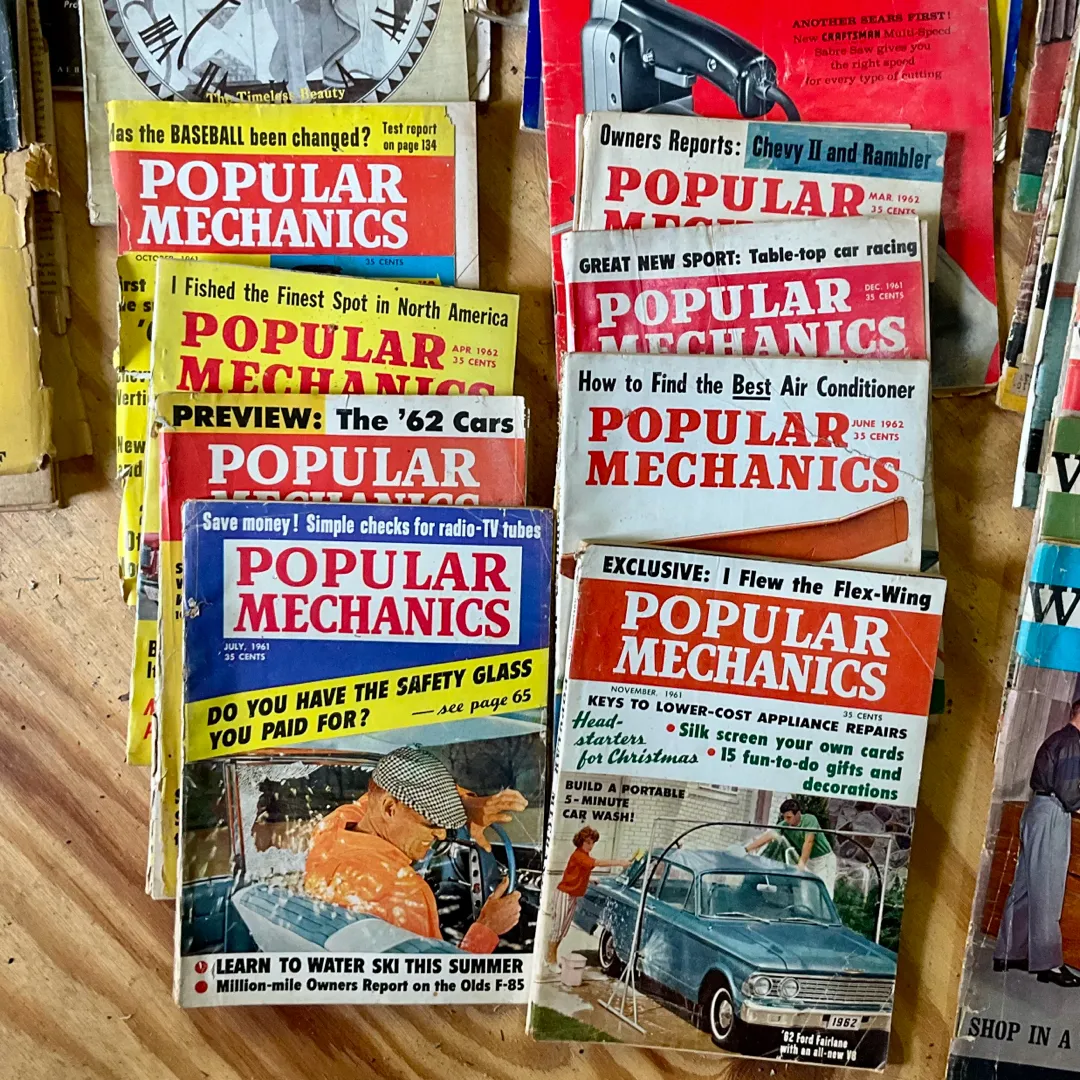 The Timeless Beauty
ANOTHER SEARS FIRST!
New CRAFTSMAN Multi-Speed
Sabre Saw gives you
the right speed
for every type of cutting
Has the BASEBALL been changed?
Test report
on page 134
POPULAR
MECHANICS
OCTOBER, 1961
35 CENTS
I Fished the Finest Spot in North America
POPULAR
APR 1962
35 CENTS
MECHANICS
PREVIEW: The '62 Cars
POPULAR
MECHANICS
Save money! Simple checks for radio-TV tubes
POPULAR
MECHANICS
JULY, 1961
35 CENTS
DO YOU HAVE THE SAFETY GLASS
YOU PAID FOR?
— see page 65
LEARN TO WATER SKI THIS SUMMER
Million-mile Owners Report on the Olds F-85
Owners Reports: Chevy II and Rambler
POPULAR
MAR. 1962
35 CENTS
MECHANICS
GREAT NEW SPORT: Table-top car racing
POPULAR
DEC. 1961
35 CENTS
MECHANICS
How to Find the Best Air Conditioner
POPULAR
JUNE 1962
35 CENTS
MECHANICS
EXCLUSIVE: I Flew the Flex-Wing
POPULAR
MECHANICS
NOVEMBER, 1961
35 CENTS
KEYS TO LOWER-COST APPLIANCE REPAIRS
Head-
starters
for Christmas
• Silk screen your own cards
• 15 fun-to-do gifts and
decorations
BUILD A PORTABLE
5-MINUTE
CAR WASH!
1962
'62 Ford Fairlane
with an all-new V8
W
W
SHOP IN A